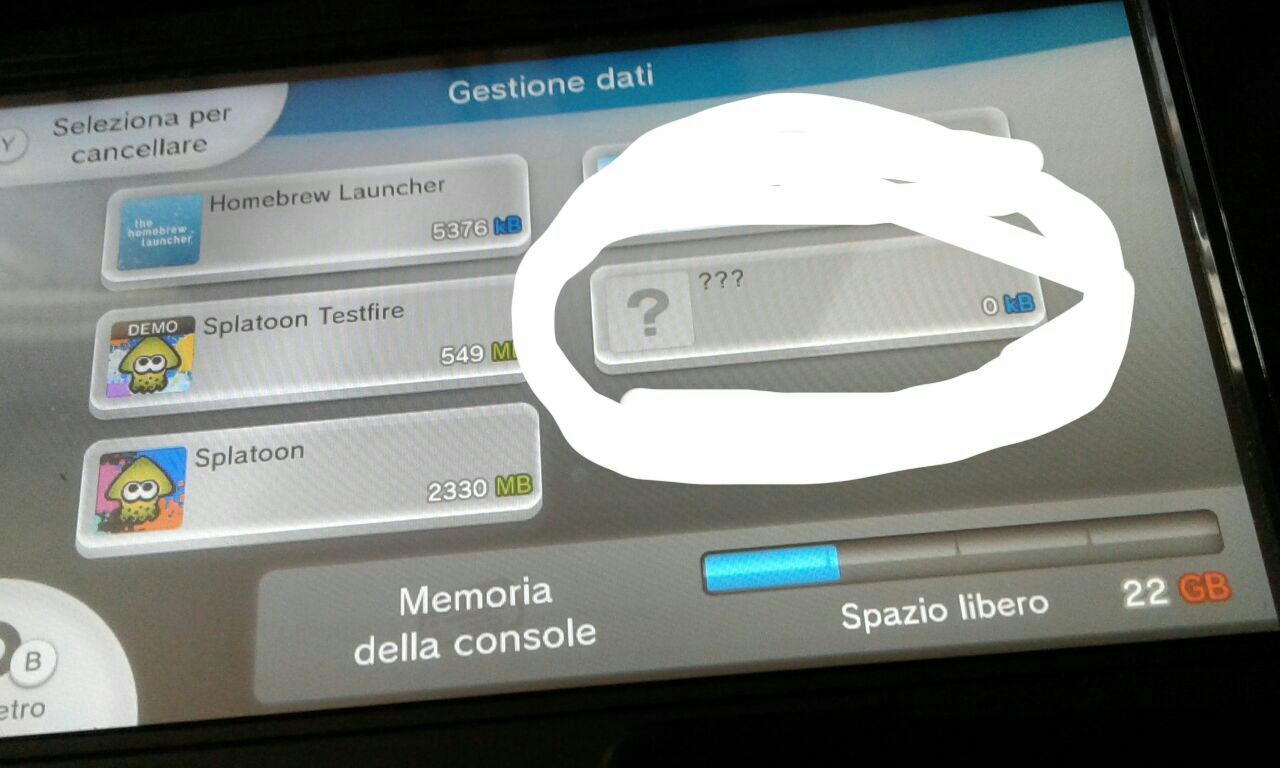 Gestione dati
Y
Seleziona per
cancellare
the
homebrew
launcher
Homebrew Launcher
5376 kB
DEMO
Splatoon Testfire
549 MB
Splatoon
2330 MB
?
???
0 kB
Memoria
della console
Spazio libero
22 GB
B
etro